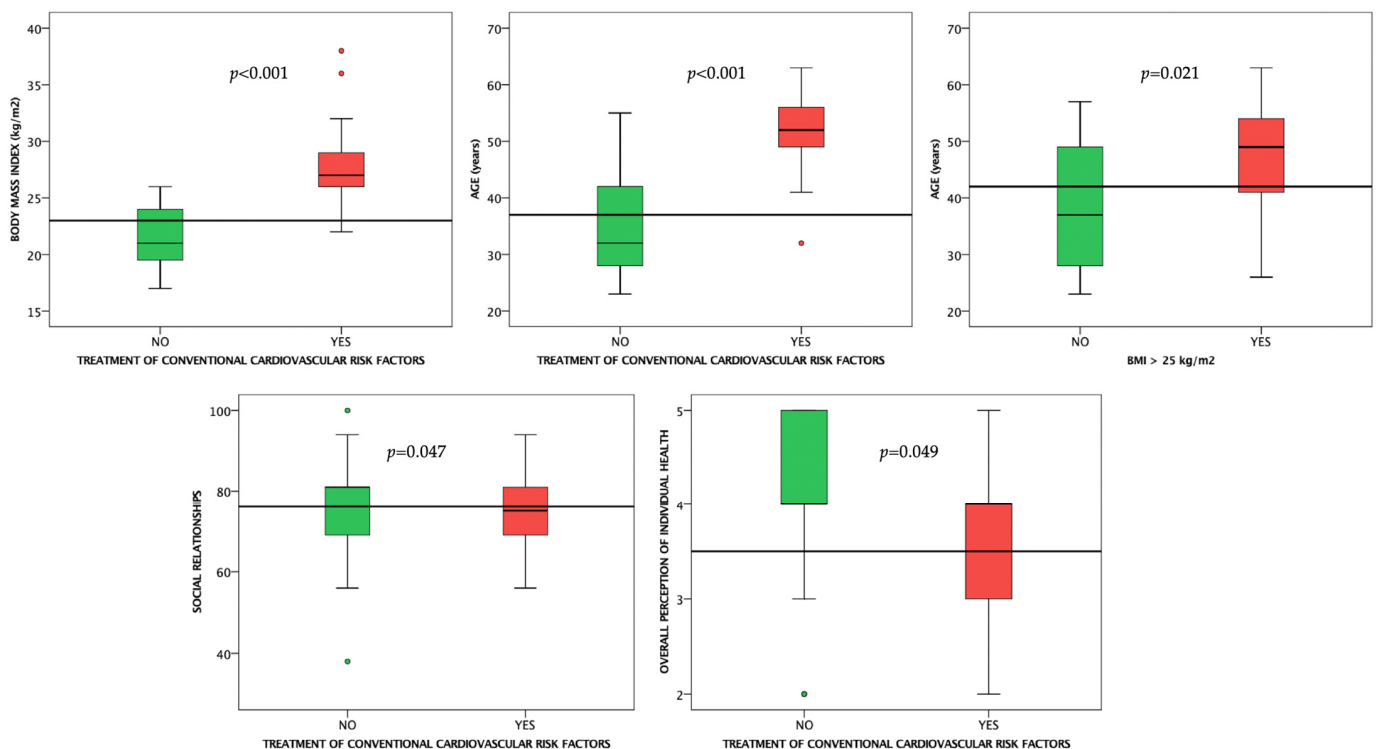 BODY MASS INDEX (kg/m2)
40
35
30
25
20
15
p<0.001
NO
YES
TREATMENT OF CONVENTIONAL CARDIOVASCULAR RISK FACTORS
AGE (years)
70
60
50
40
30
20
p<0.001
NO
YES
TREATMENT OF CONVENTIONAL CARDIOVASCULAR RISK FACTORS
AGE (years)
70
60
50
40
30
20
p=0.021
NO
YES
BMI > 25 kg/m2
SOCIAL RELATIONSHIPS
100
80
60
40
p=0.047
NO
YES
TREATMENT OF CONVENTIONAL CARDIOVASCULAR RISK FACTORS
OVERALL PERCEPTION OF INDIVIDUAL HEALTH
5
4
3
2
p=0.049
NO
YES
TREATMENT OF CONVENTIONAL CARDIOVASCULAR RISK FACTORS